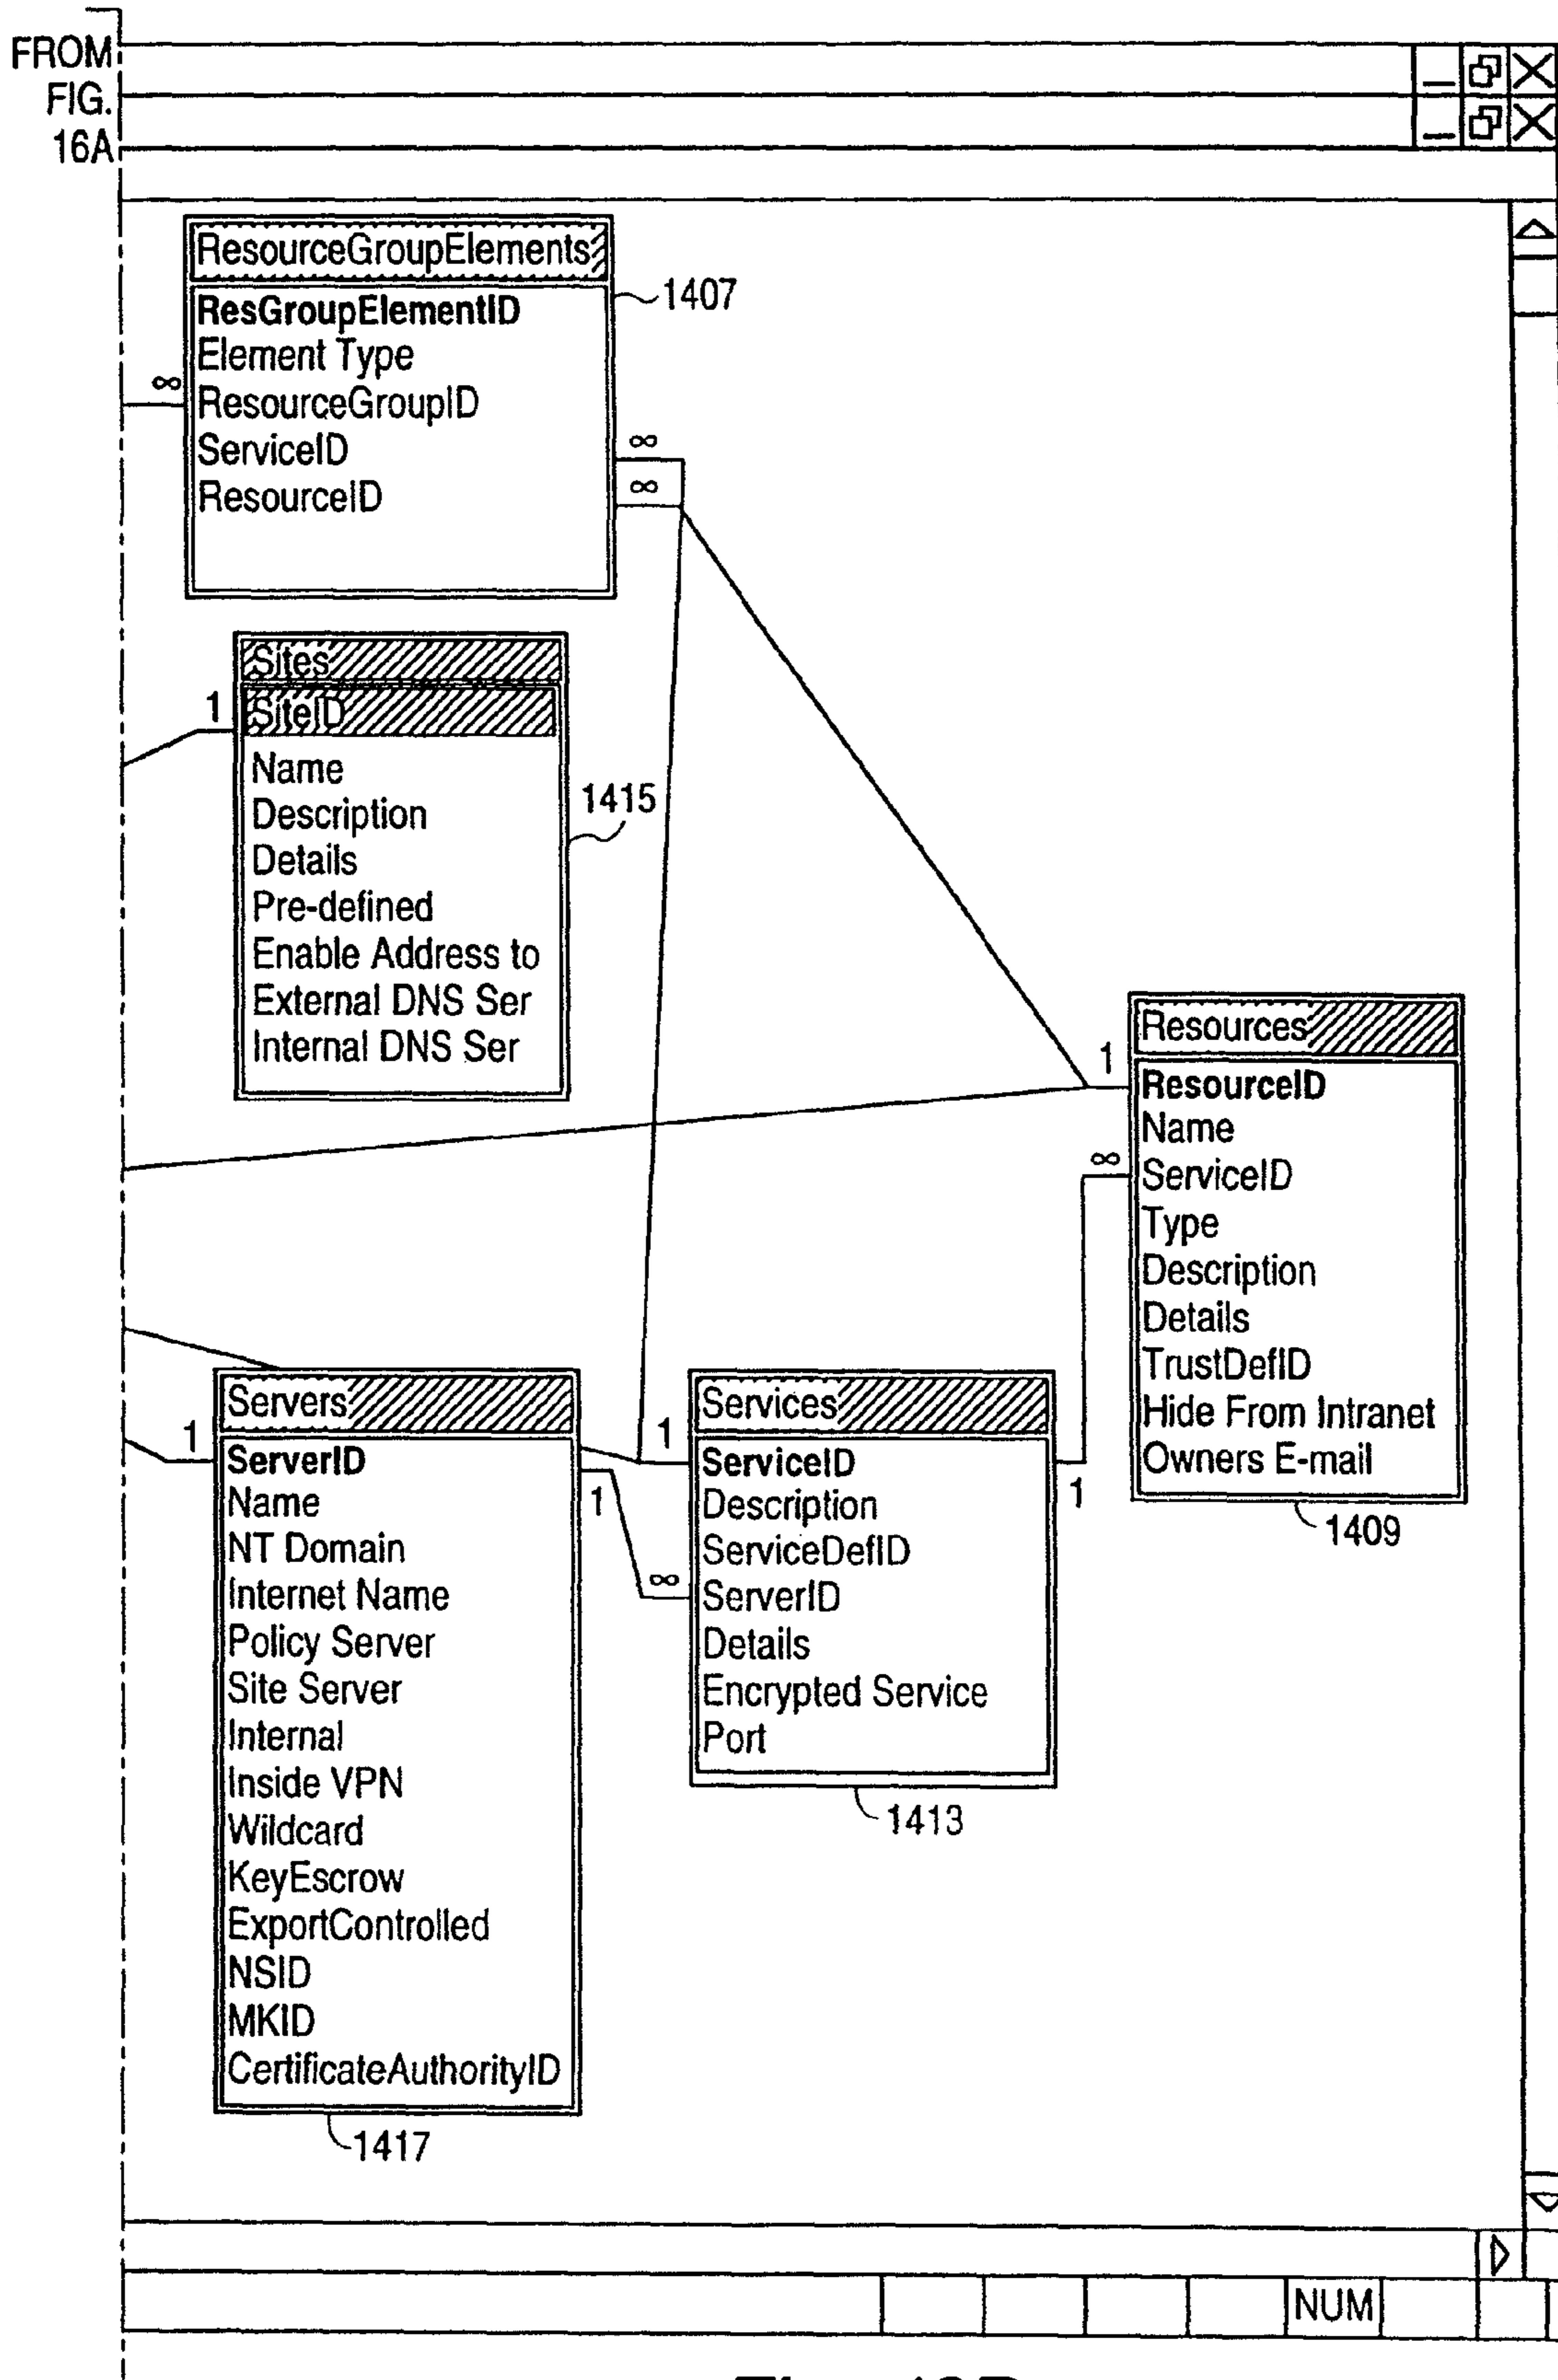 FROM
FIG.
16A
ResourceGroupElements
ResGroupElementID
Element Type
ResourceGroupID
ServiceID
ResourceID
1407
∞
∞
∞
Sites
SiteID
Name
Description
Details
Pre-defined
Enable Address to
External DNS Ser
Internal DNS Ser
1
1415
Resources
ResourceID
Name
ServiceID
Type
Description
Details
TrustDefID
Hide From Intranet
Owners E-mail
1
∞
1409
Servers
ServerID
Name
NT Domain
Internet Name
Policy Server
Site Server
Internal
Inside VPN
Wildcard
KeyEscrow
ExportControlled
NSID
MKID
CertificateAuthorityID
1
1
1417
Services
ServiceID
Description
ServiceDefID
ServerID
Details
Encrypted Service
Port
1
∞
1
1413
NUM